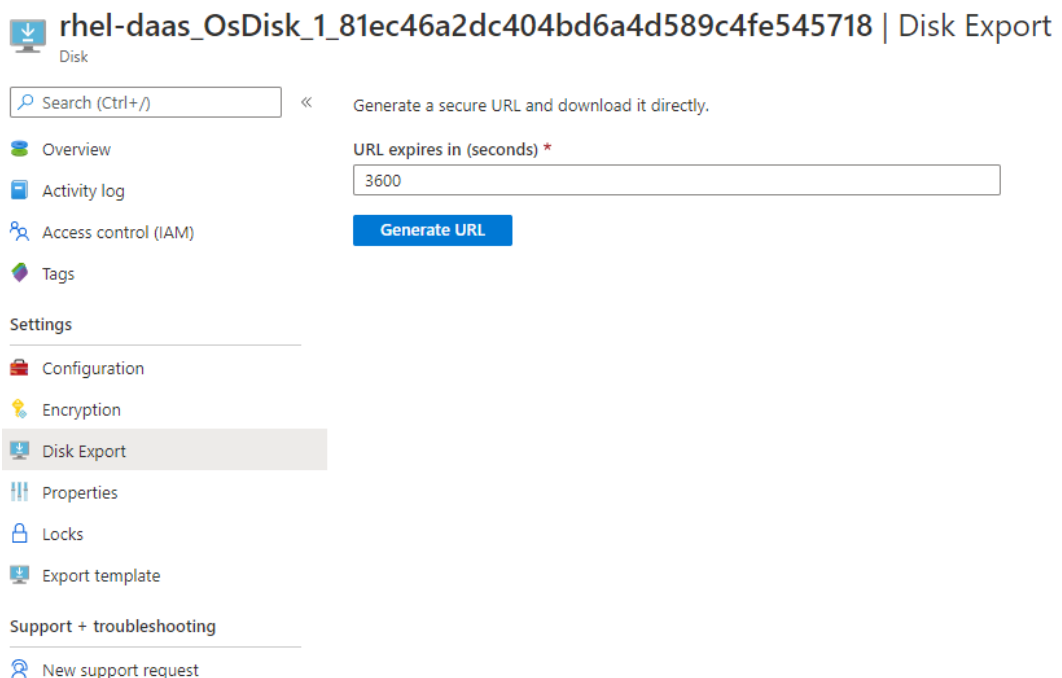 rhel-daas_OsDisk_1_81ec46a2dc404bd6a4d589c4fe545718 | Disk Export
Disk
Search (Ctrl+/)
«
Overview
Activity log
Access control (IAM)
Tags
Settings
Configuration
Encryption
Disk Export
Properties
Locks
Export template
Support + troubleshooting
New support request
Generate a secure URL and download it directly.
URL expires in (seconds) *
3600
Generate URL